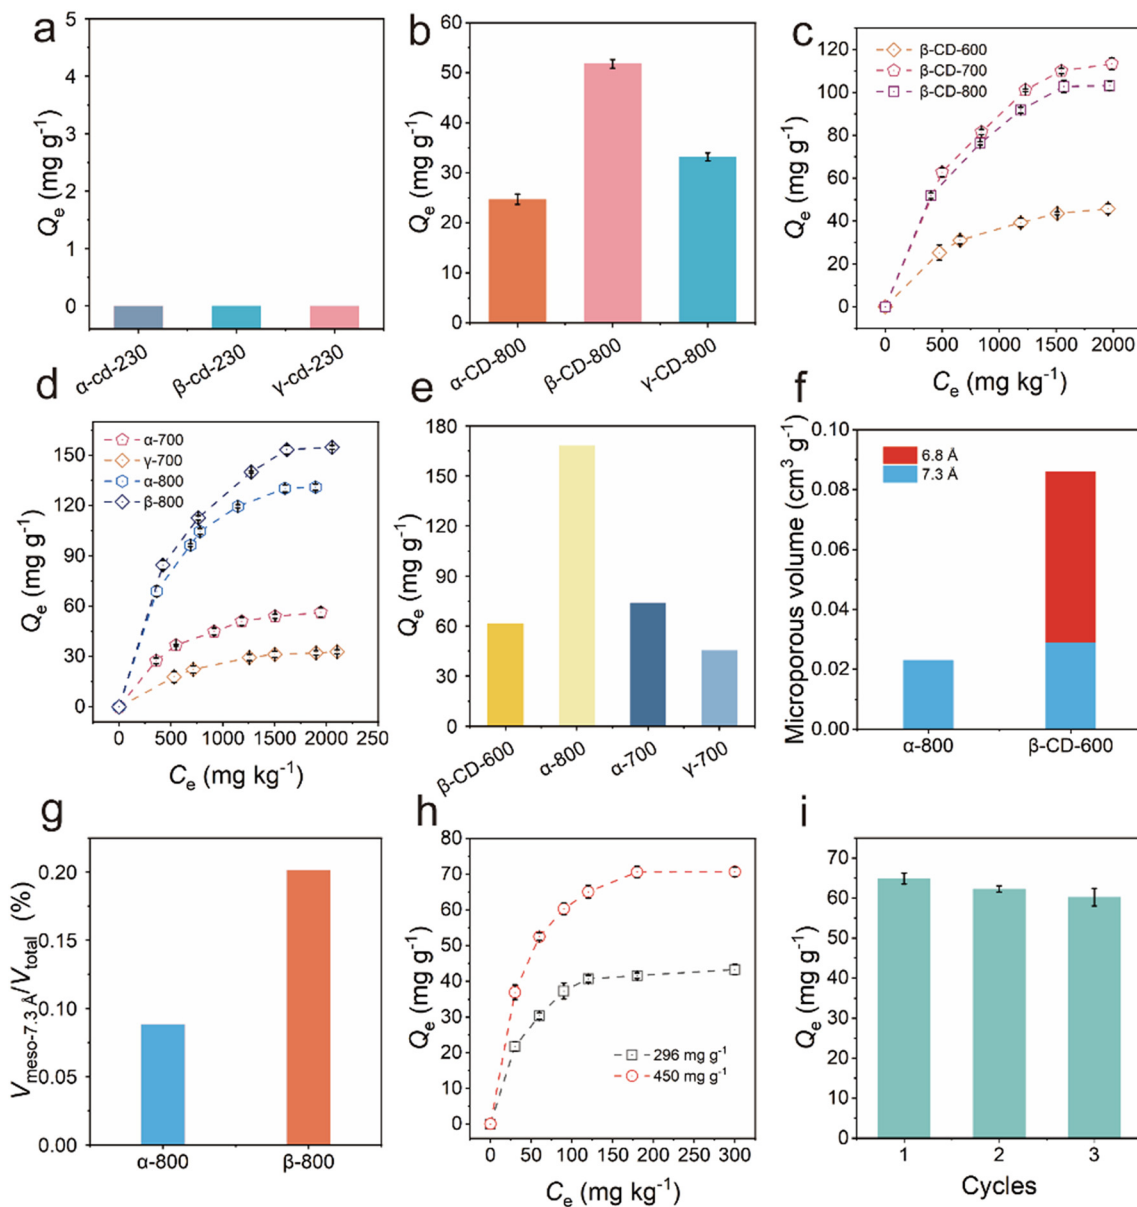 a
5
4
3
2
1
0
Qe (mg g-1)
α-cd-230
β-cd-230
γ-cd-230
b
60
50
40
30
20
10
0
Qe (mg g-1)
α-CD-800
β-CD-800
γ-CD-800
c
120
100
80
60
40
20
0
Qe (mg g-1)
β-CD-600
β-CD-700
β-CD-800
0 500 1000 1500 2000
Ce (mg kg-1)
d
150
120
90
60
30
0
Qe (mg g-1)
α-700
γ-700
α-800
β-800
0 500 1000 1500 2000 250
Ce (mg kg-1)
e
180
150
120
90
60
30
0
Qe (mg g-1)
β-CD-600
α-800
α-700
γ-700
f
0.10
0.08
0.06
0.04
0.02
0.00
Microporous volume (cm3 g-1)
6.8 Å
7.3 Å
α-800 β-CD-600
g
0.20
0.15
0.10
0.05
0.00
Vmeso-7.3 Å/Vtotal (%)
α-800 β-800
h
80
70
60
50
40
30
20
10
0
Qe (mg g-1)
296 mg g-1
450 mg g-1
0 50 100 150 200 250 300
Ce (mg kg-1)
i
70
60
50
40
30
20
10
0
Qe (mg g-1)
1 2 3
Cycles